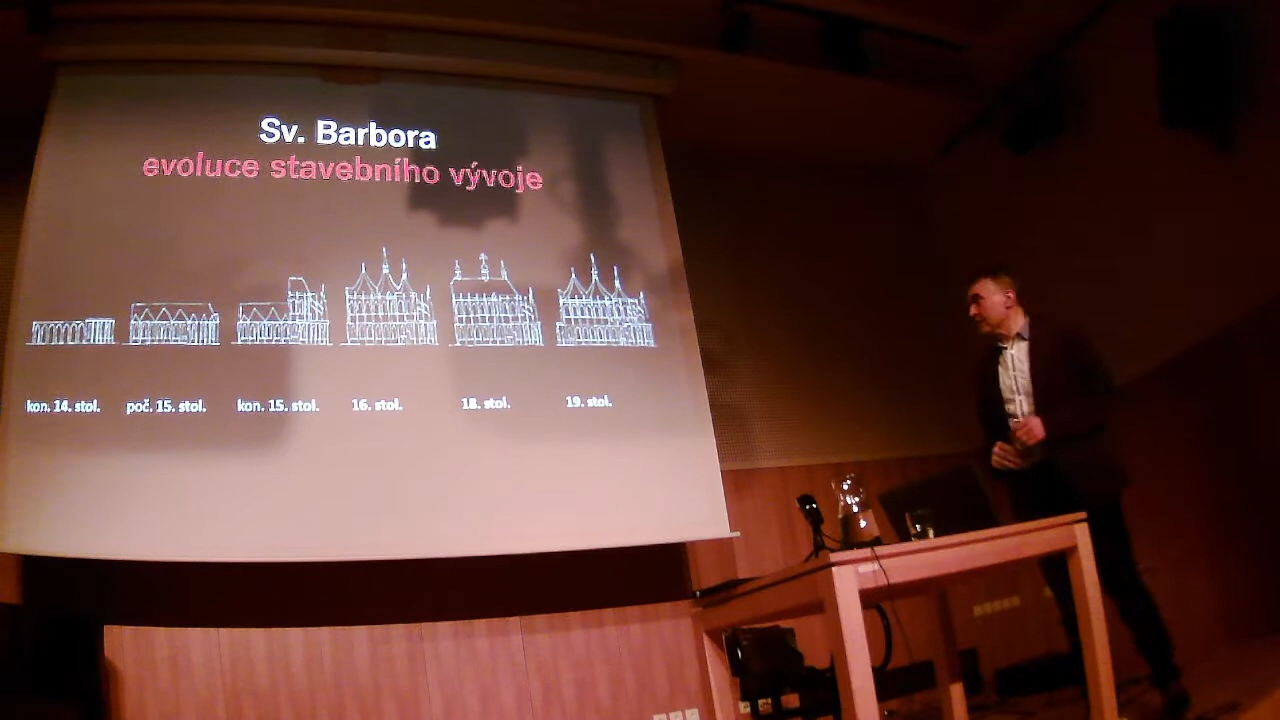 Sv. Barbora
evoluce stavebního vývoje
kon. 14. stol. poč. 15. stol. kon. 15. stol. 16. stol. 18. stol. 19. stol.